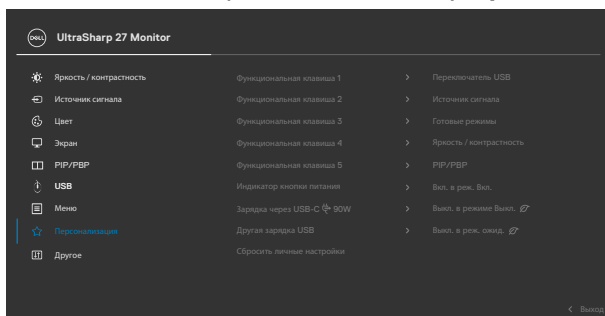 DELL UltraSharp 27 Monitor
Яркость / контрастность Функциональная клавиша 1 > Переключатель USB
Источник сигнала Функциональная клавиша 2 > Источник сигнала
Цвет Функциональная клавиша 3 > Готовые режимы
Экран Функциональная клавиша 4 > Яркость / контрастность
PIP/PBP Функциональная клавиша 5 > PIP/PBP
USB Индикатор кнопки питания > Вкл. в реж. Вкл.
Меню Зарядка через USB-C 90W > Выкл. в режиме Выкл.
Персонализация Другая зарядка USB > Выкл. в реж. ожид.
Другое Сбросить личные настройки
< Выход